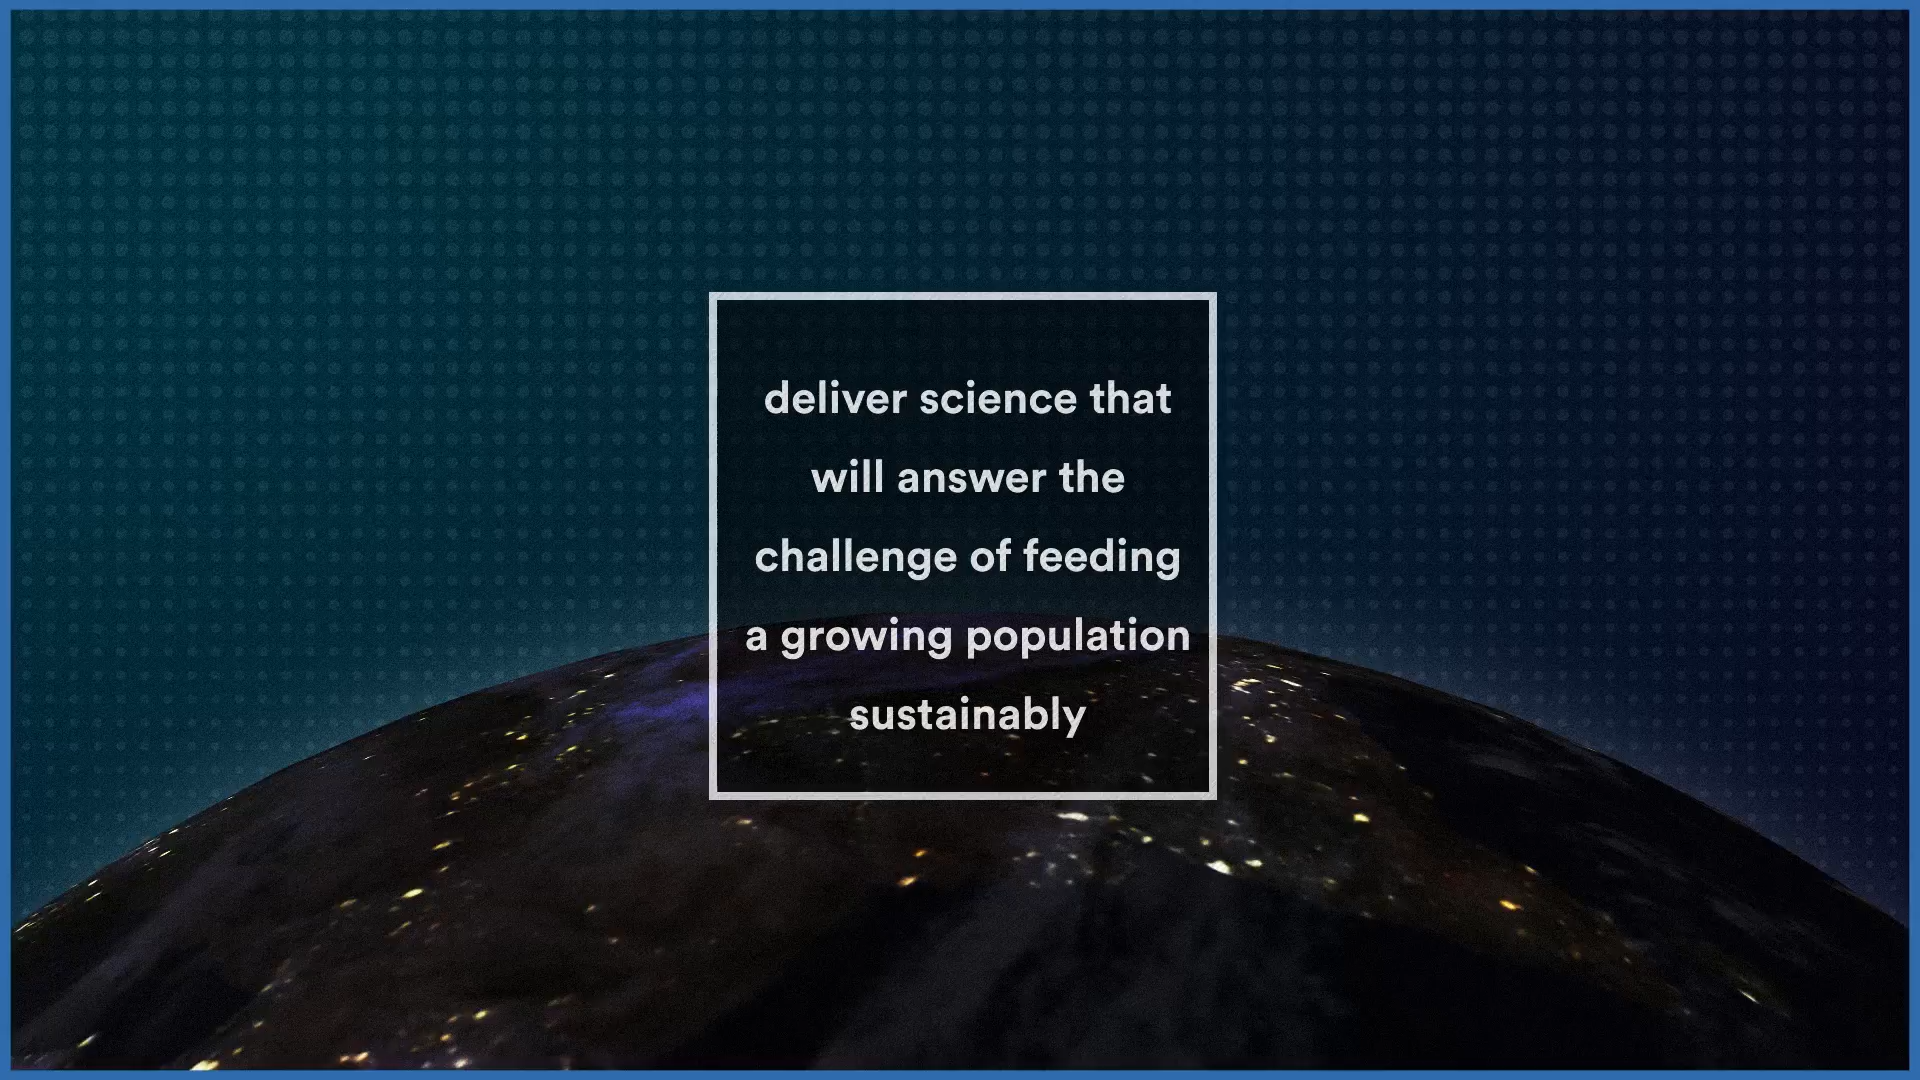 deliver science that
will answer the
challenge of feeding
a growing population
sustainably